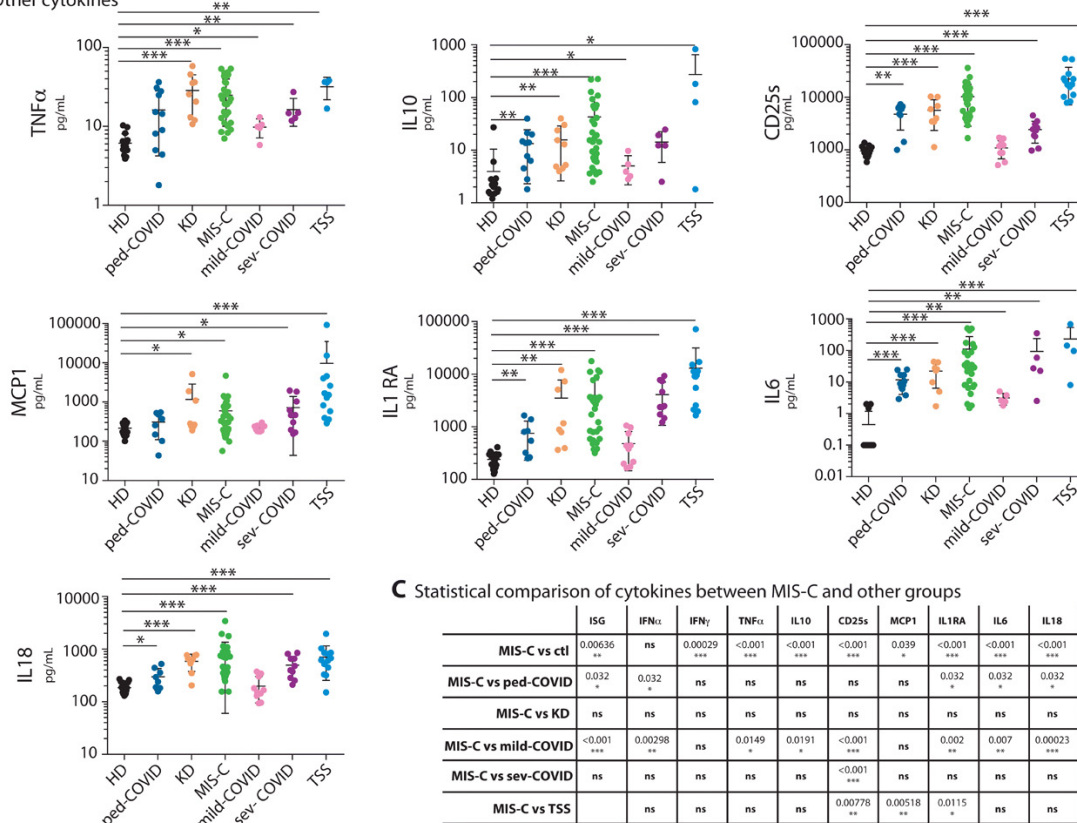 Other cytokines
**
**
*
***
***
100
10
1
TNFα
pg/mL
HD
ped-COVID
KD
MIS-C
mild-COVID
sev- COVID
TSS
*
*
***
**
**
1000
100
10
1
IL10
pg/mL
HD
ped-COVID
KD
MIS-C
mild-COVID
sev- COVID
TSS
***
***
***
***
**
100000
10000
1000
100
CD25s
pg/mL
HD
ped-COVID
KD
MIS-C
mild-COVID
sev- COVID
TSS
***
*
*
*
100000
10000
1000
100
10
MCP1
pg/mL
HD
ped-COVID
KD
MIS-C
mild-COVID
sev- COVID
TSS
***
***
***
**
**
100000
10000
1000
100
IL1 RA
pg/mL
HD
ped-COVID
KD
MIS-C
mild-COVID
sev- COVID
TSS
***
**
**
***
***
***
1000
100
10
1
0.1
0.01
IL6
pg/mL
HD
ped-COVID
KD
MIS-C
mild-COVID
sev- COVID
TSS
***
***
***
***
*
10000
1000
100
10
IL18
pg/mL
HD
ped-COVID
KD
MIS-C
mild-COVID
sev- COVID
TSS
C Statistical comparison of cytokines between MIS-C and other groups
ISG IFNα IFNγ TNFα IL10 CD25s MCP1 IL1RA IL6 IL18
MIS-C vs ctl 0.00636 ns 0.00029 <0.001 <0.001 <0.001 0.039 <0.001 <0.001 <0.001
** *** *** *** *** * *** *** ***
MIS-C vs ped-COVID 0.032 0.032 ns ns ns ns ns 0.032 0.032 0.032
* * * * *
MIS-C vs KD ns ns ns ns ns ns ns ns ns ns
MIS-C vs mild-COVID <0.001 0.00298 ns 0.0149 0.0191 <0.001 ns 0.002 0.007 0.00023
*** ** * * *** ** ** ***
MIS-C vs sev-COVID ns ns ns ns ns <0.001 ns ns ns ns
***
MIS-C vs TSS ns ns ns ns 0.00778 0.00518 0.0115 ns ns
** ** *